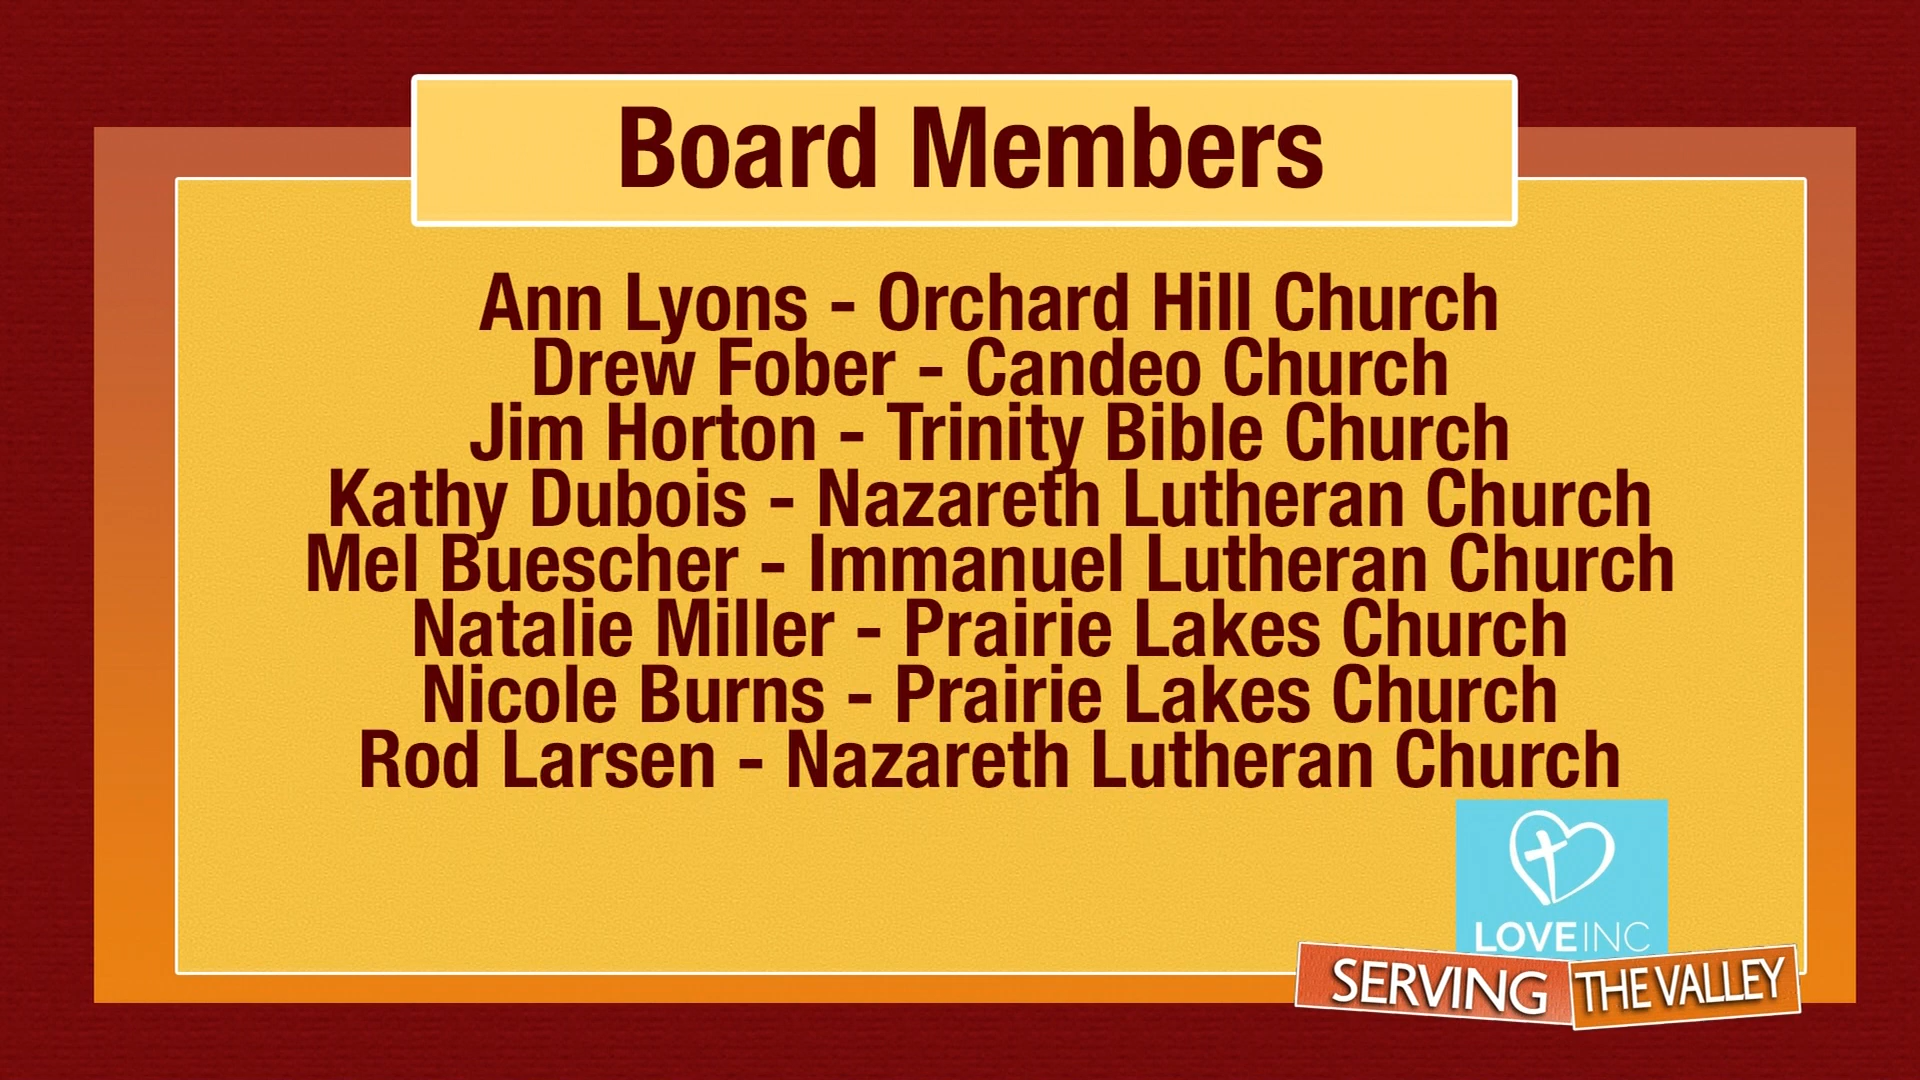 Board Members
Ann Lyons - Orchard Hill Church
Drew Fober - Candeo Church
Jim Horton - Trinity Bible Church
Kathy Dubois - Nazareth Lutheran Church
Mel Buescher - Immanuel Lutheran Church
Natalie Miller - Prairie Lakes Church
Nicole Burns - Prairie Lakes Church
Rod Larsen - Nazareth Lutheran Church
LOVEINC
SERVING THE VALLEY